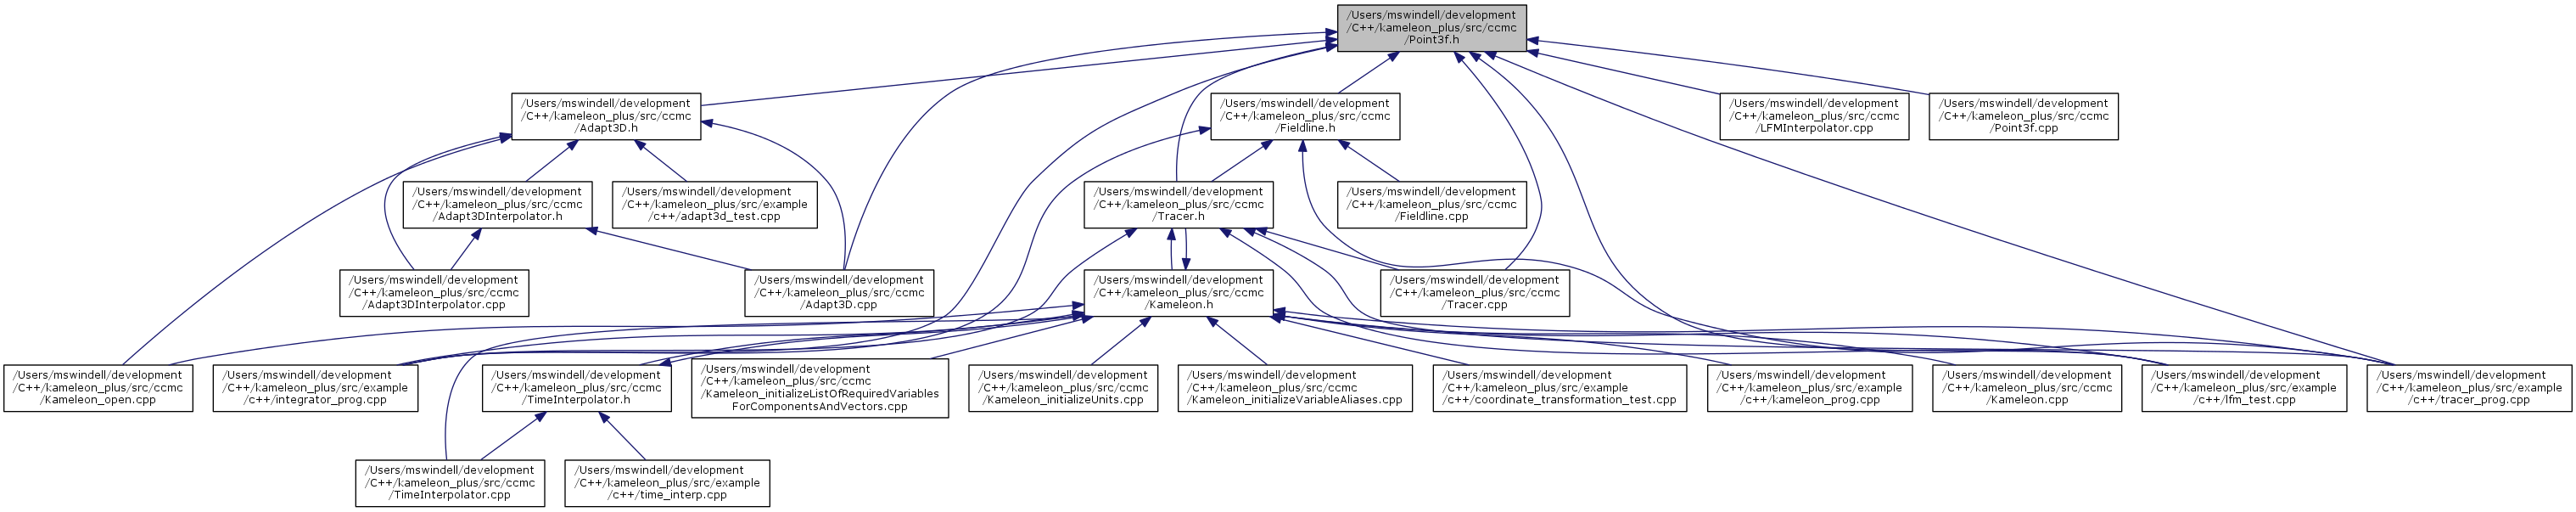 /Users/mswindell/development
/C++/kameleon_plus/src/ccmc
/Point3f.h
/Users/mswindell/development
/C++/kameleon_plus/src/ccmc
/Adapt3D.h
/Users/mswindell/development
/C++/kameleon_plus/src/ccmc
/Fieldline.h
/Users/mswindell/development
/C++/kameleon_plus/src/ccmc
/LFMInterpolator.cpp
/Users/mswindell/development
/C++/kameleon_plus/src/ccmc
/Point3f.cpp
/Users/mswindell/development
/C++/kameleon_plus/src/ccmc
/Adapt3DInterpolator.h
/Users/mswindell/development
/C++/kameleon_plus/src/example
/c++/adapt3d_test.cpp
/Users/mswindell/development
/C++/kameleon_plus/src/ccmc
/Tracer.h
/Users/mswindell/development
/C++/kameleon_plus/src/ccmc
/Fieldline.cpp
/Users/mswindell/development
/C++/kameleon_plus/src/ccmc
/Adapt3DInterpolator.cpp
/Users/mswindell/development
/C++/kameleon_plus/src/ccmc
/Adapt3D.cpp
/Users/mswindell/development
/C++/kameleon_plus/src/ccmc
/Kameleon.h
/Users/mswindell/development
/C++/kameleon_plus/src/ccmc
/Tracer.cpp
/Users/mswindell/development
/C++/kameleon_plus/src/ccmc
/Kameleon_open.cpp
/Users/mswindell/development
/C++/kameleon_plus/src/example
/c++/integrator_prog.cpp
/Users/mswindell/development
/C++/kameleon_plus/src/ccmc
/TimeInterpolator.h
/Users/mswindell/development
/C++/kameleon_plus/src/ccmc
/Kameleon_initializeListOfRequiredVariables
ForComponentsAndVectors.cpp
/Users/mswindell/development
/C++/kameleon_plus/src/ccmc
/Kameleon_initializeUnits.cpp
/Users/mswindell/development
/C++/kameleon_plus/src/ccmc
/Kameleon_initializeVariableAliases.cpp
/Users/mswindell/development
/C++/kameleon_plus/src/example
/c++/coordinate_transformation_test.cpp
/Users/mswindell/development
/C++/kameleon_plus/src/example
/c++/kameleon_prog.cpp
/Users/mswindell/development
/C++/kameleon_plus/src/ccmc
/Kameleon.cpp
/Users/mswindell/development
/C++/kameleon_plus/src/example
/c++/lfm_test.cpp
/Users/mswindell/development
/C++/kameleon_plus/src/example
/c++/tracer_prog.cpp
/Users/mswindell/development
/C++/kameleon_plus/src/ccmc
/TimeInterpolator.cpp
/Users/mswindell/development
/C++/kameleon_plus/src/example
/c++/time_interp.cpp